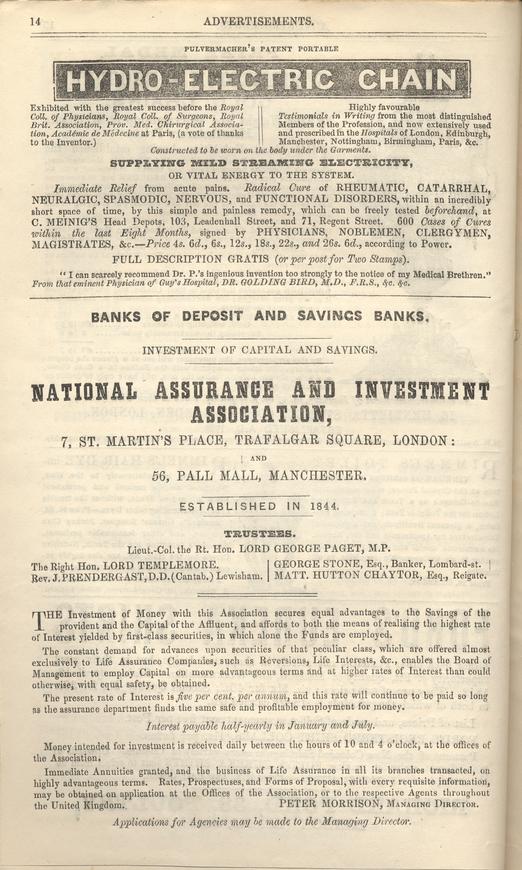 14 ADVERTISEMENTS.
PULVERMACHER'S PATENT PORTABLE
HYDRO-ELECTRIC CHAIN
Exhibited with the greatest success before the Royal
Coll. of Physicians, Royal Coll. of Surgeons, Royal
Brit. Association, Prov. Med. Chirurgical Associa-
tion, Académie de Médecine at Paris, (a vote of thanks
to the Inventor.)
Highly favourable
Testimonials in Writing from the most distinguished
Members of the Profession, and now extensively used
and prescribed in the Hospitals of London, Edinburgh,
Manchester, Nottingham, Birmingham, Paris, &c.
Constructed to be worn on the body under the Garments.
SUPPLYING MILD STREAMING ELECTRICITY,
OR VITAL ENERGY TO THE SYSTEM.
Immediate Relief from acute pains. Radical Cure of RHEUMATIC, CATARRHAL,
NEURALGIC, SPASMODIC, NERVOUS, and FUNCTIONAL DISORDERS, within an incredibly
short space of time, by this simple and painless remedy, which can be freely tested beforehand, at
C. MEINIG'S Head Depots, 103, Leadenhall Street, and 71, Regent Street. 600 Cases of Cures
within the last Eight Months, signed by PHYSICIANS, NOBLEMEN, CLERGYMEN,
MAGISTRATES, &c.—Price 4s. 6d., 6s., 12s., 18s., 22s., and 26s. 6d., according to Power.
FULL DESCRIPTION GRATIS (or per post for Two Stamps).
"I can scarcely recommend Dr. P.'s ingenious invention too strongly to the notice of my Medical Brethren."
From that eminent Physician of Guy's Hospital, DR. GOLDING BIRD, M.D., F.R.S., &c. &c.
BANKS OF DEPOSIT AND SAVINGS BANKS.
INVESTMENT OF CAPITAL AND SAVINGS.
NATIONAL ASSURANCE AND INVESTMENT
ASSOCIATION,
7, ST. MARTIN'S PLACE, TRAFALGAR SQUARE, LONDON:
AND
56, PALL MALL, MANCHESTER.
ESTABLISHED IN 1844.
TRUSTEES.
Lieut.-Col. the Rt. Hon. LORD GEORGE PAGET, M.P.
The Right Hon. LORD TEMPLEMORE.
Rev. J. PRENDERGAST, D.D. (Cantab.) Lewisham.
GEORGE STONE, Esq., Banker, Lombard-st.
MATT. HUTTON CHAYTOR, Esq., Reigate.
THE Investment of Money with this Association secures equal advantages to the Savings of the
provident and the Capital of the Affluent, and affords to both the means of realising the highest rate
of Interest yielded by first-class securities, in which alone the Funds are employed.
The constant demand for advances upon securities of that peculiar class, which are offered almost
exclusively to Life Assurance Companies, such as Reversions, Life Interests, &c., enables the Board of
Management to employ Capital on more advantageous terms and at higher rates of Interest than could
otherwise, with equal safety, be obtained.
The present rate of Interest is five per cent. per annum, and this rate will continue to be paid so long
as the assurance department finds the same safe and profitable employment for money.
Interest payable half-yearly in January and July.
Money intended for investment is received daily between the hours of 10 and 4 o'clock, at the offices of
the Association.
Immediate Annuities granted, and the business of Life Assurance in all its branches transacted, on
highly advantageous terms. Rates, Prospectuses, and Forms of Proposal, with every requisite information,
may be obtained on application at the Offices of the Association, or to the respective Agents throughout
the United Kingdom. PETER MORRISON, MANAGING DIRECTOR.
Applications for Agencies may be made to the Managing Director.